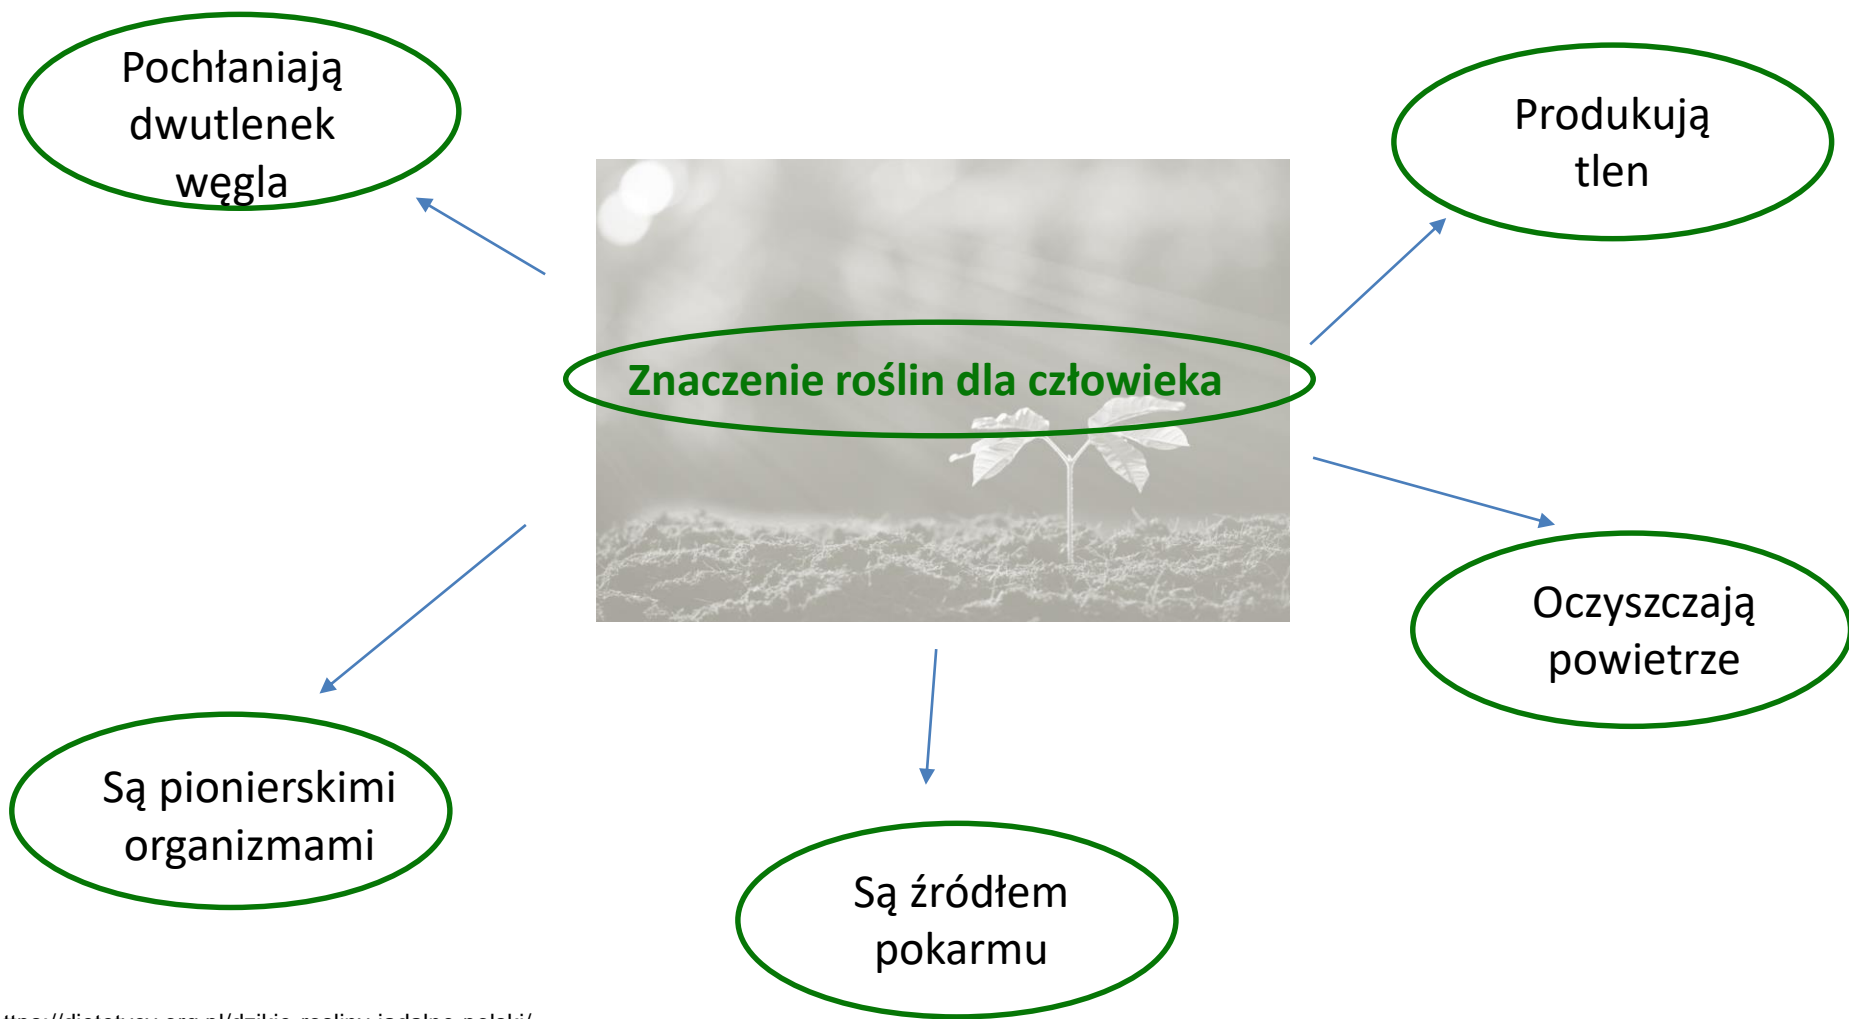 Pochłaniają
dwutlenek
węgla
Produkują
tlen
Znaczenie roślin dla człowieka
Oczyszczają
powietrze
Są pionierskimi
organizmami
Są źródłem
pokarmu